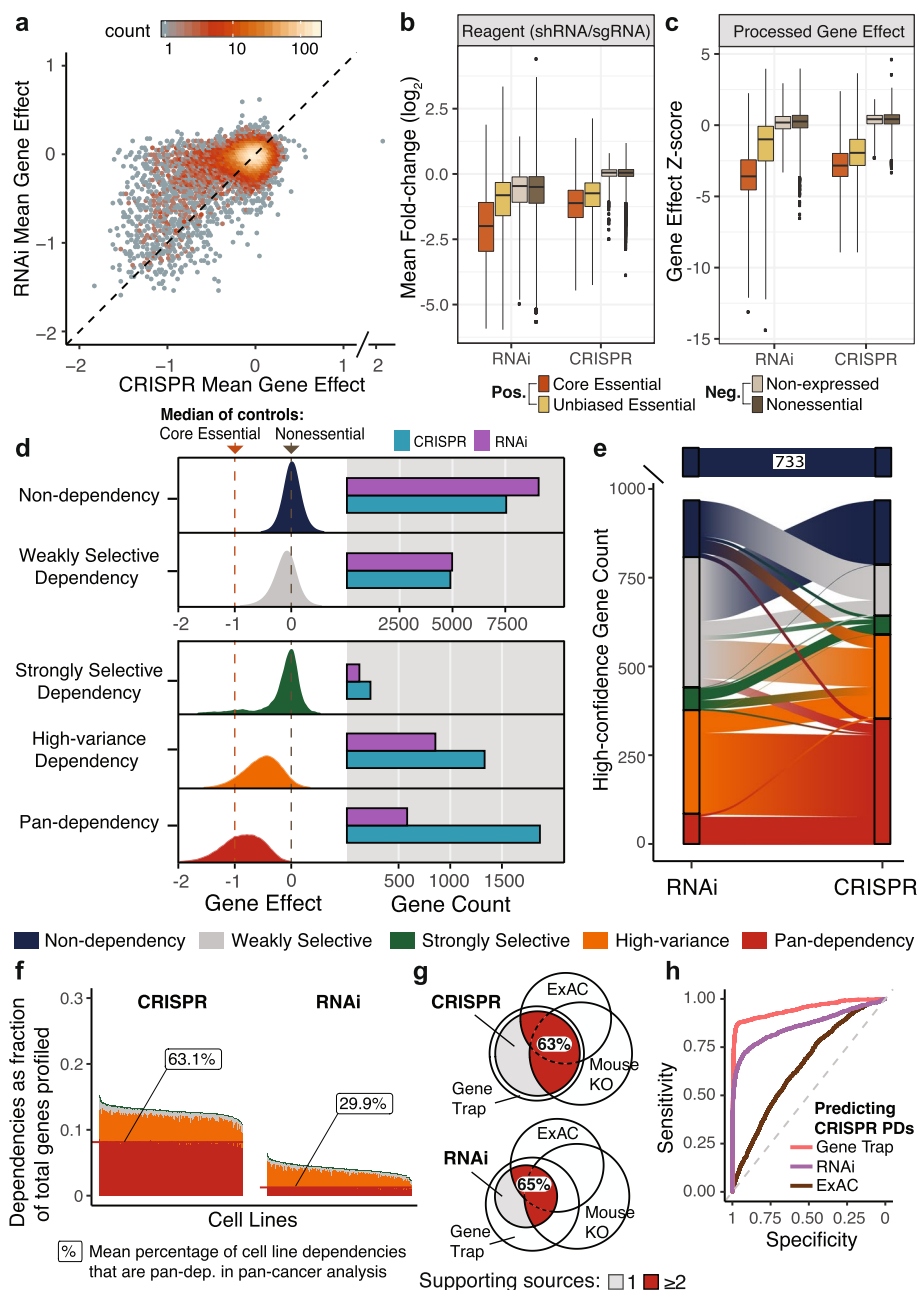 a
count
1
10
100
RNAi Mean Gene Effect
1
0
−1
−2
−2
−1
0
1
2
CRISPR Mean Gene Effect
b
Reagent (shRNA/sgRNA)
Mean Fold-change (log2)
2.5
0.0
-2.5
-5.0
RNAi
CRISPR
c
Processed Gene Effect
Gene Effect Z-score
5
0
-5
-10
-15
RNAi
CRISPR
Pos.
Core Essential
Unbiased Essential
Neg.
Non-expressed
Nonessential
d
Median of controls:
Core Essential
Nonessential
CRISPR
RNAi
Non-dependency
Weakly Selective
Dependency
-2
-1
0
2500
5000
7500
Strongly Selective
Dependency
High-variance
Dependency
Pan-dependency
-2
-1
0
500
1000
1500
Gene Effect
Gene Count
e
733
High-confidence Gene Count
1000
750
500
250
0
RNAi
CRISPR
Non-dependency
Weakly Selective
Strongly Selective
High-variance
Pan-dependency
f
Dependencies as fraction
of total genes profiled
0.3
0.2
0.1
0
CRISPR
RNAi
63.1%
29.9%
Cell Lines
% Mean percentage of cell line dependencies
that are pan-dep. in pan-cancer analysis
g
CRISPR
ExAC
63%
Mouse
KO
Gene
Trap
RNAi
ExAC
65%
Mouse
KO
Gene
Trap
Supporting sources: 1 ≥2
h
Sensitivity
1.00
0.75
0.50
0.25
0.00
Predicting
CRISPR PDs
Gene Trap
RNAi
ExAC
1
0.75
0.50
0.25
0
Specificity